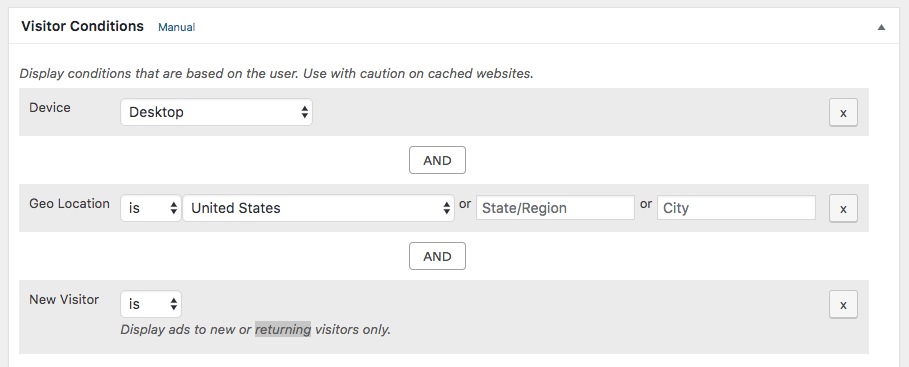 Visitor Conditions Manual
Display conditions that are based on the user. Use with caution on cached websites.
Device Desktop x
AND
Geo Location is United States or State/Region or City x
AND
New Visitor is x
Display ads to new or returning visitors only.